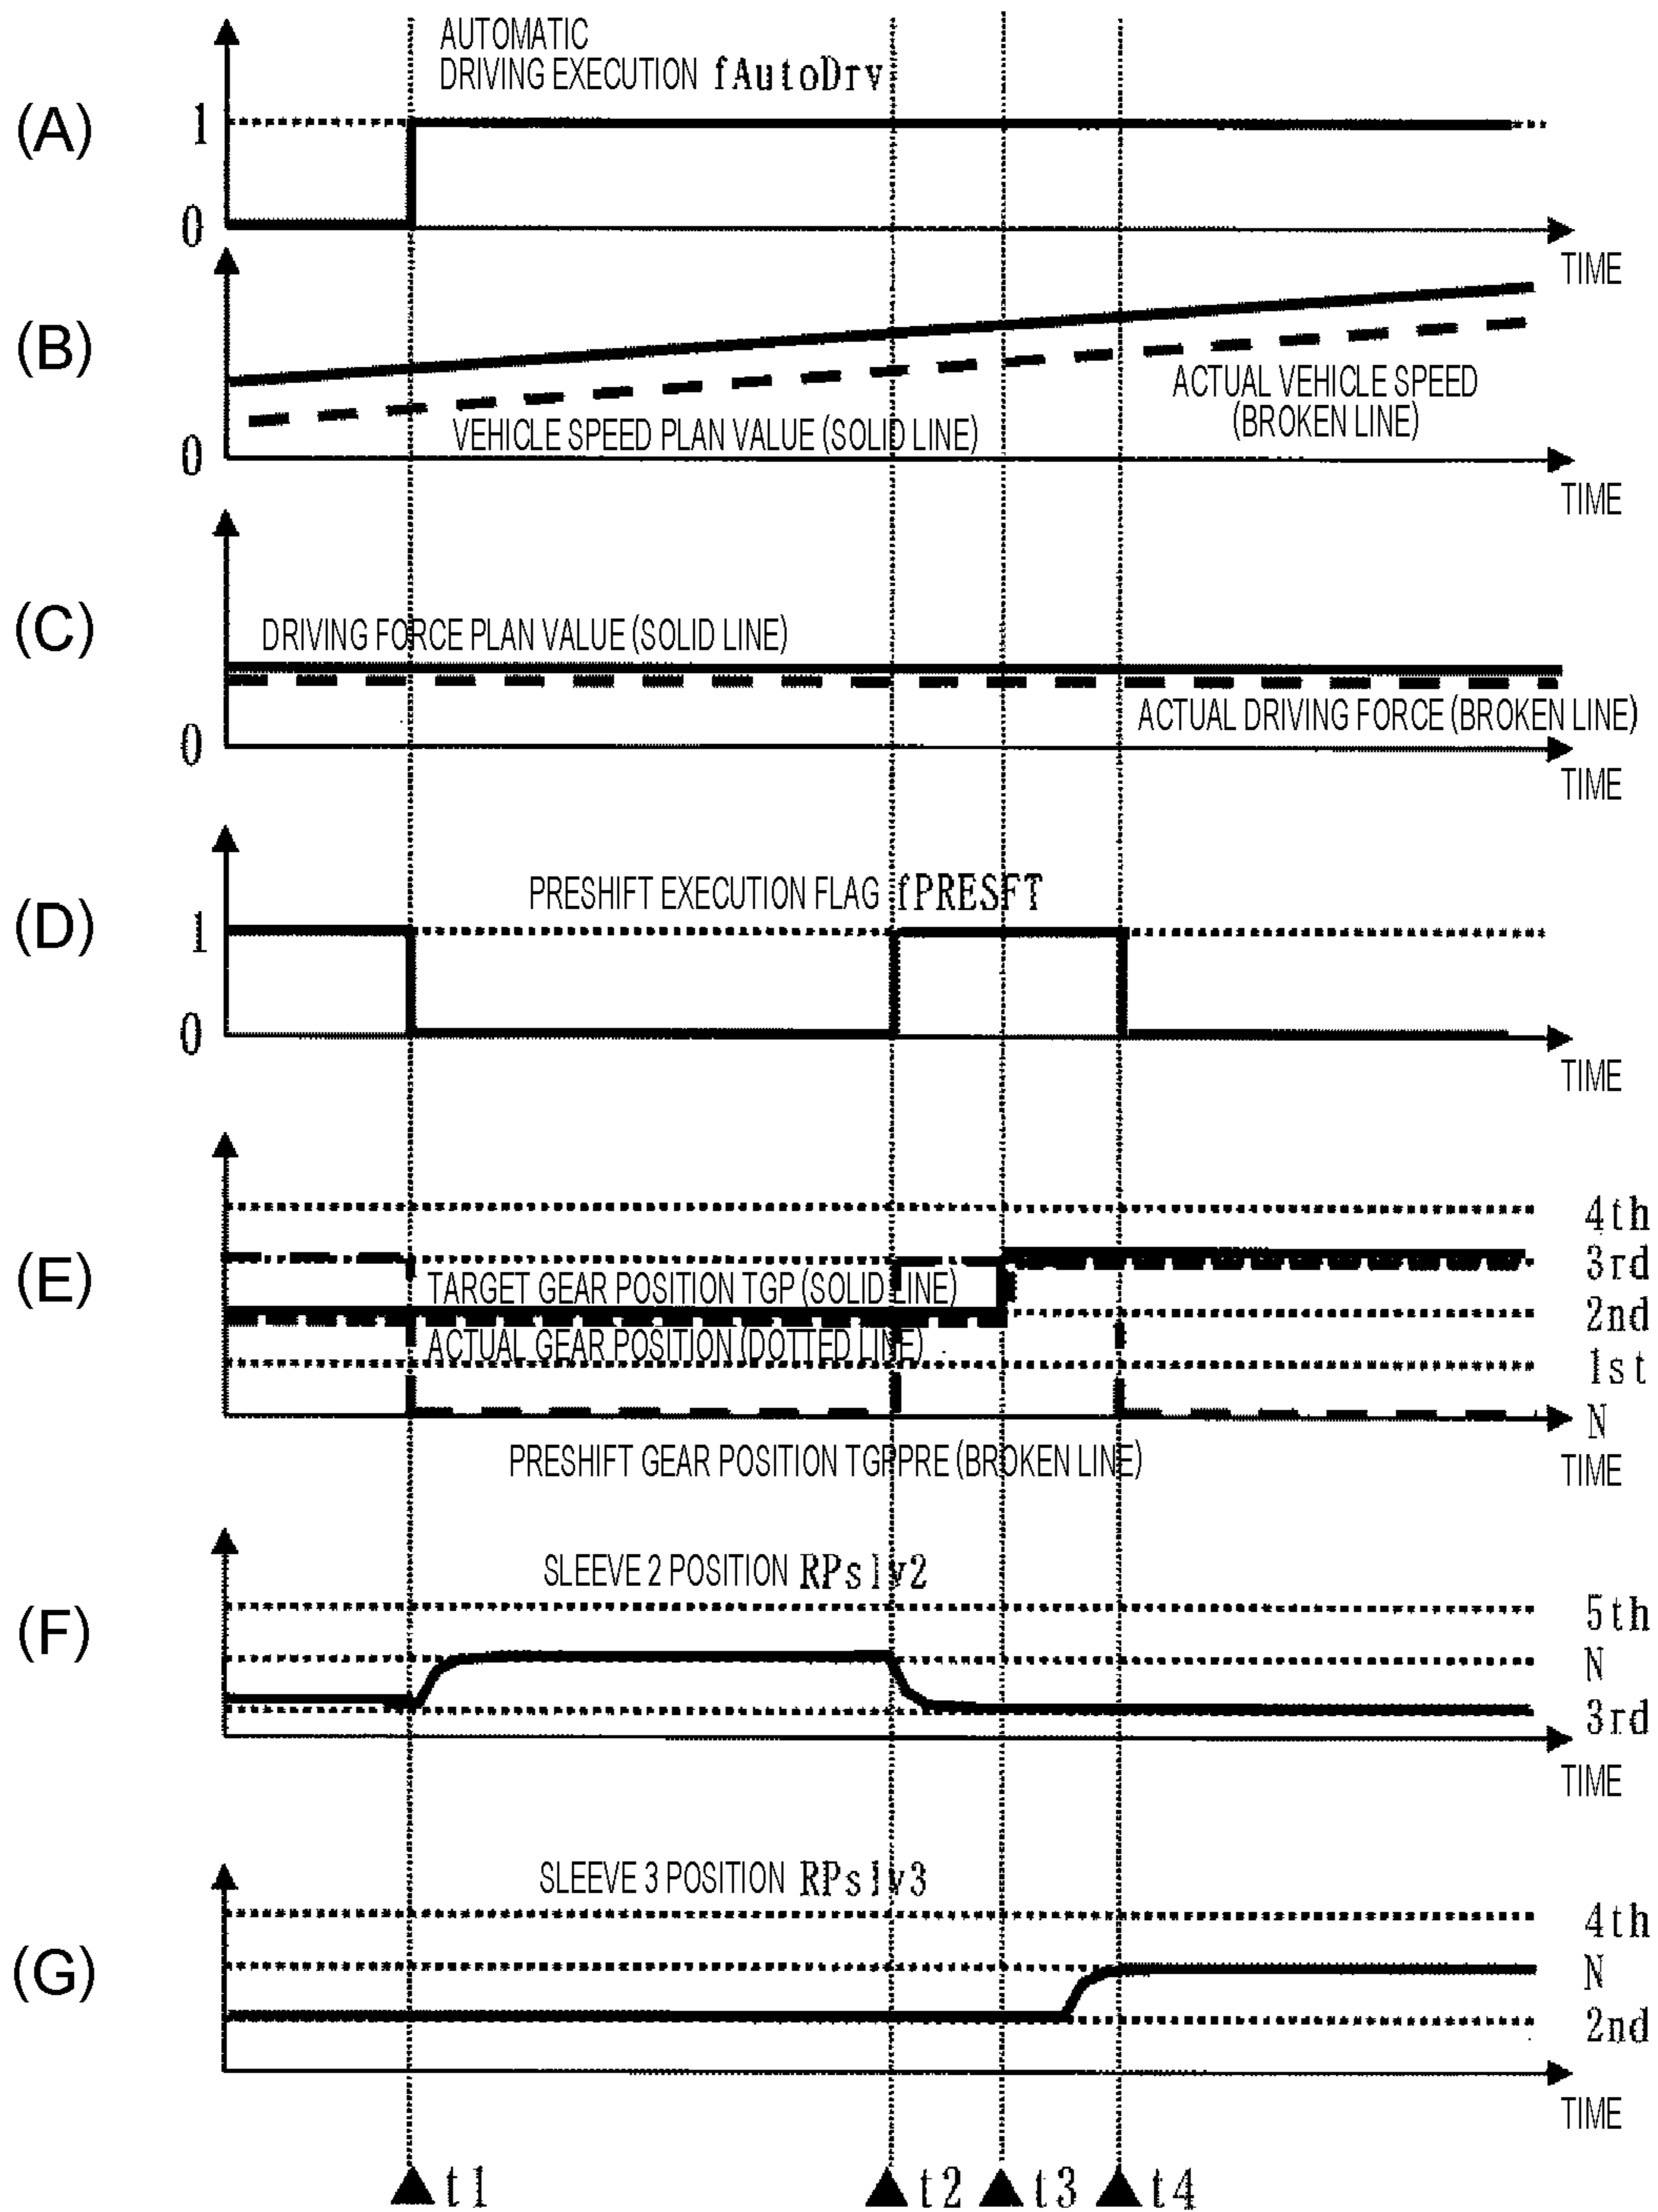 AUTOMATIC
DRIVING EXECUTION fAutoDrv
(A)
1
0
TIME
(B)
ACTUAL VEHICLE SPEED
(BROKEN LINE)
VEHICLE SPEED PLAN VALUE (SOLID LINE)
0
TIME
(C)
DRIVING FORCE PLAN VALUE (SOLID LINE)
ACTUAL DRIVING FORCE (BROKEN LINE)
0
TIME
(D)
PRESHIFT EXECUTION FLAG fPRESFT
1
0
TIME
(E)
4th
3rd
TARGET GEAR POSITION TGP (SOLID LINE)
2nd
ACTUAL GEAR POSITION (DOTTED LINE)
1st
N
PRESHIFT GEAR POSITION TGPPRE (BROKEN LINE)
TIME
(F)
SLEEVE 2 POSITION RPslv2
5th
N
3rd
TIME
(G)
SLEEVE 3 POSITION RPslv3
4th
N
2nd
TIME
t1 t2 t3 t4